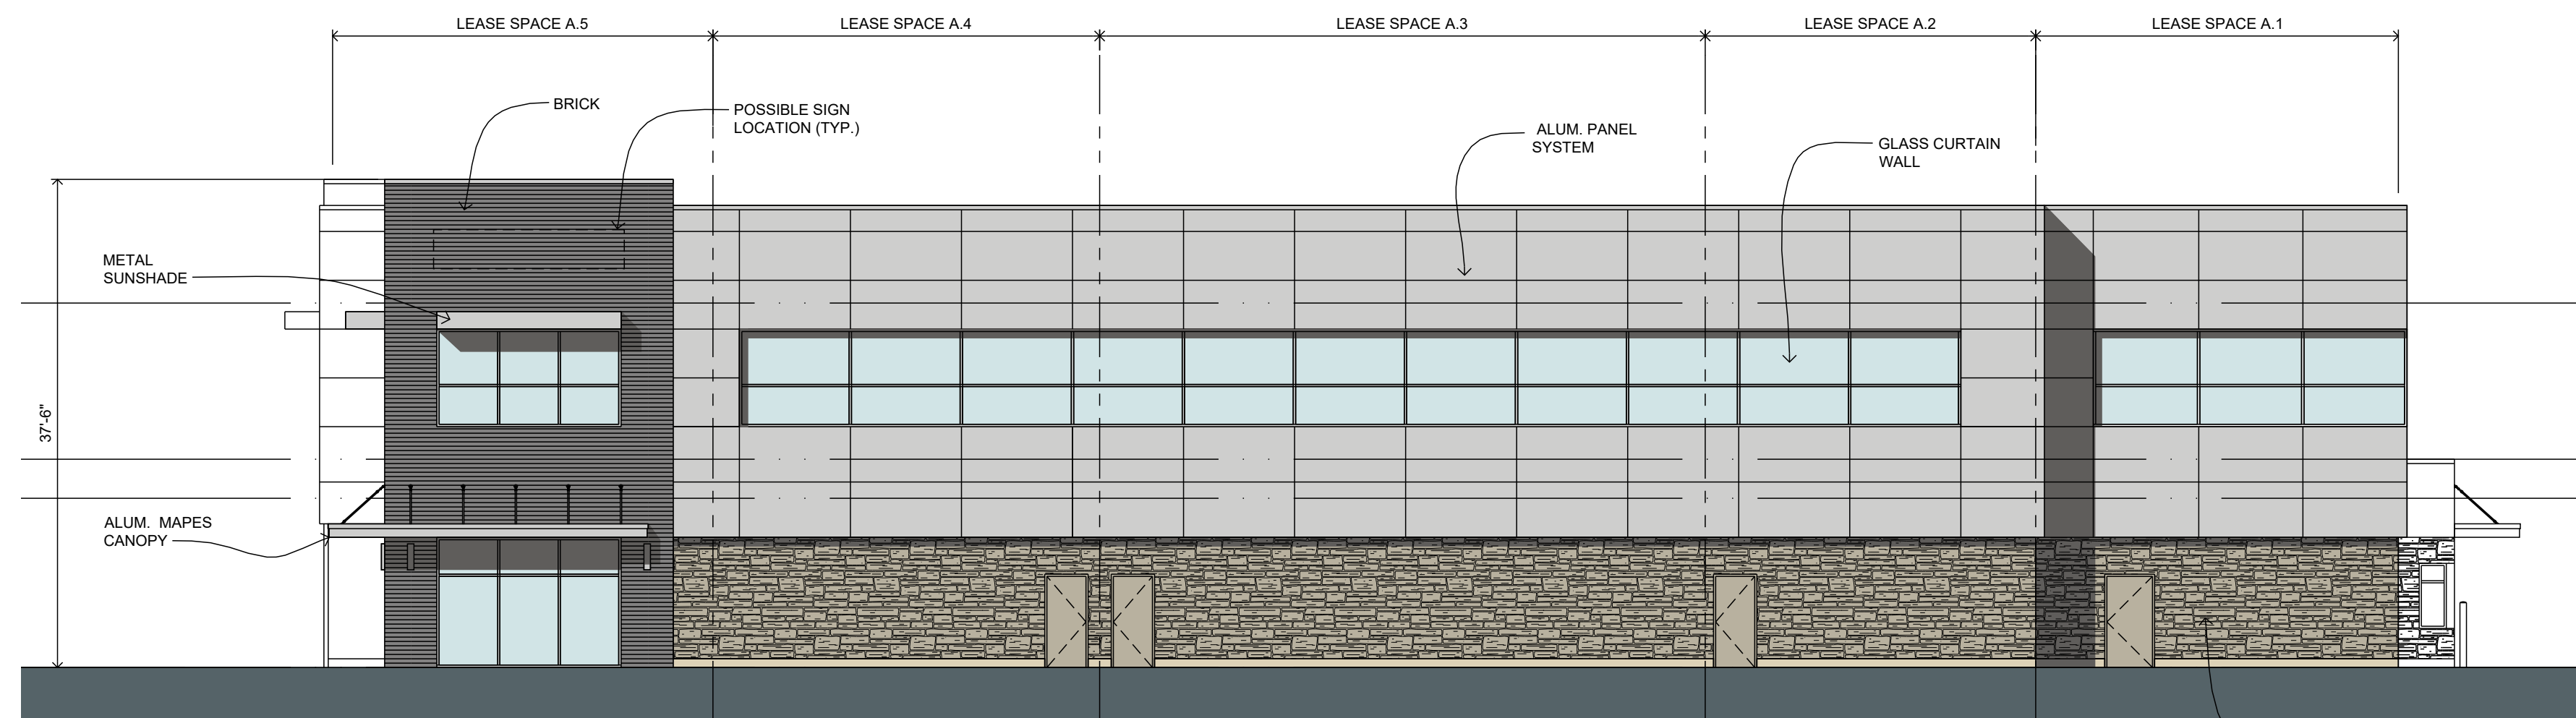 LEASE SPACE A.5
LEASE SPACE A.4
LEASE SPACE A.3
LEASE SPACE A.2
LEASE SPACE A.1
BRICK
POSSIBLE SIGN
LOCATION (TYP.)
ALUM. PANEL
SYSTEM
GLASS CURTAIN
WALL
METAL
SUNSHADE
37'-6"
ALUM. MAPES
CANOPY